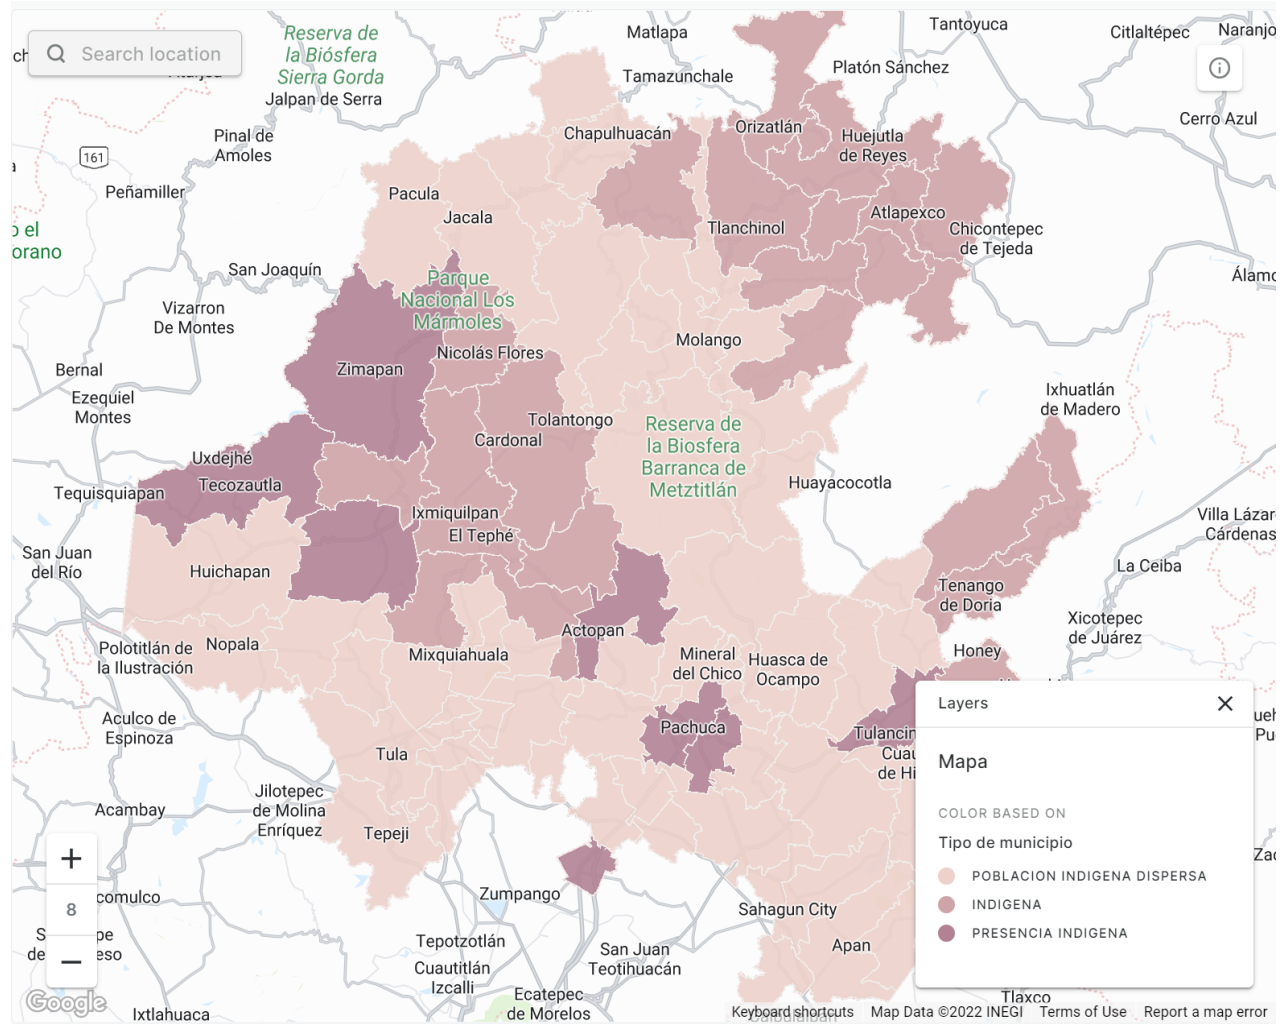 Search location
Reserva de
la Biósfera
Sierra Gorda
Jalpan de Serra
Matlapa
Tamazunchale
Tantoyuca
Platón Sánchez
Citlaltépec
Naranjo
Cerro Azul
Pinal de
Amoles
161
Peñamiller
Chapulhuacán
Orizatlán
Huejutla
de Reyes
Pacula
Jacala
Tlanchinol
Atlapexco
Chicontepec
de Tejeda
o el
orano
San Joaquín
Parque
Nacional Los
Mármoles
Álamo
Vizarron
De Montes
Molango
Nicolás Flores
Zimapan
Bernal
Ezequiel
Montes
Ixhuatlán
de Madero
Tolantongo
Cardonal
Reserva de
la Biosfera
Barranca de
Metztitlán
Uxdejhé
Tecozautla
Tequisquiapan
Huayacocotla
Ixmiquilpan
El Tephé
Villa Lázar
Cárdenas
San Juan
del Río
Huichapan
La Ceiba
Tenango
de Doria
Xicotepec
de Juárez
Actopan
Polotitlán de
la Ilustración
Nopala
Mixquiahuala
Mineral
del Chico
Huasca de
Ocampo
Honey
Aculco de
Espinoza
Pachuca
Tulancin
Cuau
de Hi
Tula
Jilotepec
de Molina
Enríquez
Acambay
Tepeji
Zumpango
Sahagun City
Apan
Tepotzotlán
Cuautitlán
Izcalli
San Juan
Teotihuacán
Ecatepec
de Morelos
Ixtlahuaca
comulco
Tlaxco
+
8
−
Layers
Mapa
COLOR BASED ON
Tipo de municipio
POBLACION INDIGENA DISPERSA
INDIGENA
PRESENCIA INDIGENA
Google
Keyboard shortcuts
Map Data ©2022 INEGI
Terms of Use
Report a map error